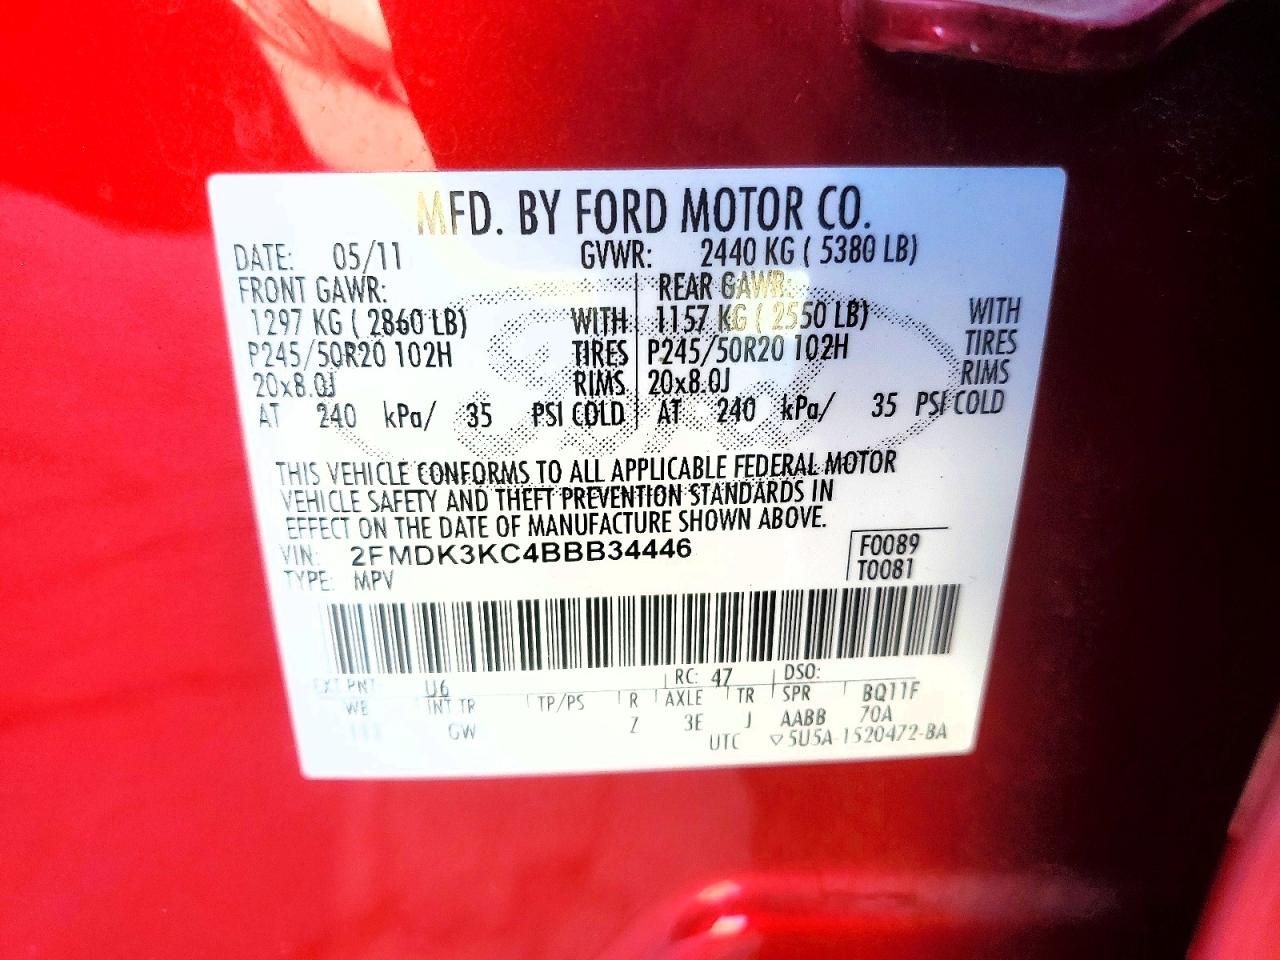 MFD. BY FORD MOTOR CO.
DATE: 05/11 GVWR: 2440 KG ( 5380 LB)
FRONT GAWR: REAR GAWR:
1297 KG ( 2860 LB) WITH 1157 KG ( 2550 LB) WITH
P245/50R20 102H TIRES P245/50R20 102H TIRES
20x8.0J RIMS 20x8.0J RIMS
AT 240 kPa/ 35 PSI COLD AT 240 kPa/ 35 PSI COLD
THIS VEHICLE CONFORMS TO ALL APPLICABLE FEDERAL MOTOR
VEHICLE SAFETY AND THEFT PREVENTION STANDARDS IN
EFFECT ON THE DATE OF MANUFACTURE SHOWN ABOVE.
VIN: 2FMDK3KC4BBB34446 F0089
TYPE: MPV T0081
EXT PNT U6 RC: 47 DSO:
WB INT TR TP/PS R AXLE TR SPR BQ11F
GW Z 3E J AABB 70A
UTC ▽5U5A-1520472-BA